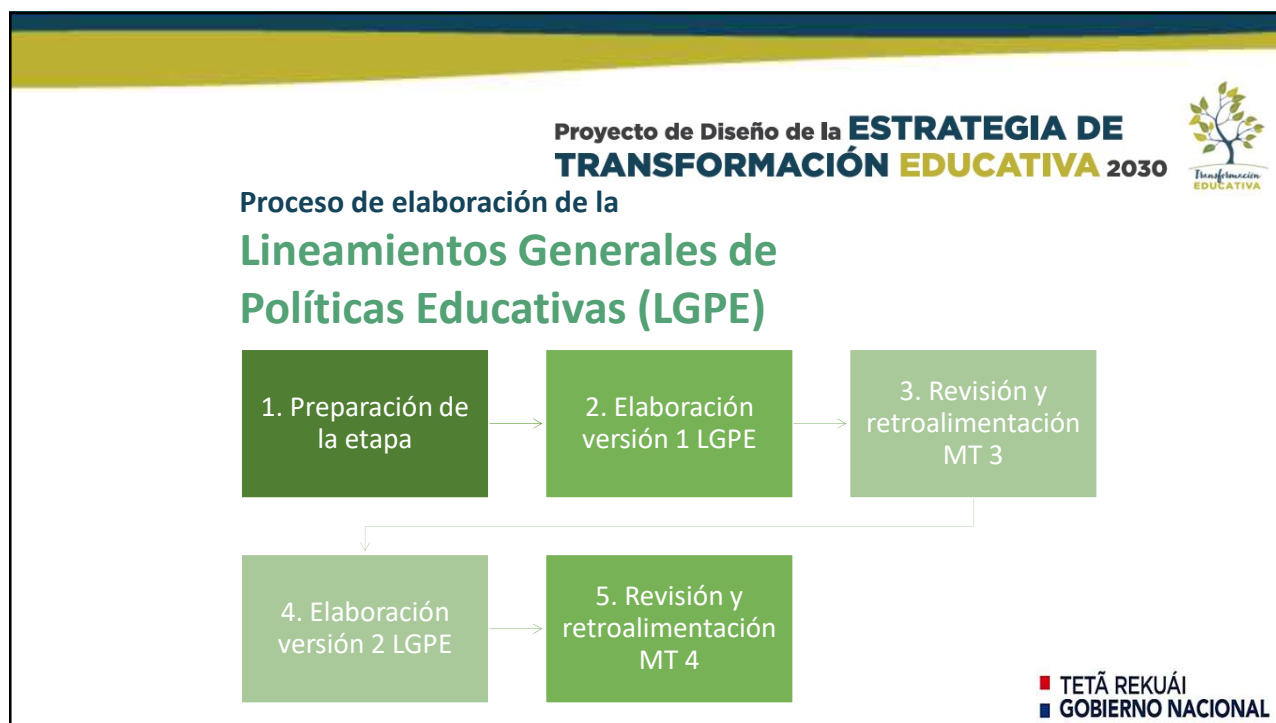 Proyecto de Diseño de la ESTRATEGIA DE
TRANSFORMACIÓN EDUCATIVA 2030
Transformación
EDUCATIVA
Proceso de elaboración de la
Lineamientos Generales de
Políticas Educativas (LGPE)
1. Preparación de
la etapa
2. Elaboración
versión 1 LGPE
3. Revisión y
retroalimentación
MT 3
4. Elaboración
versión 2 LGPE
5. Revisión y
retroalimentación
MT 4
TETÃ REKUÁI
GOBIERNO NACIONAL